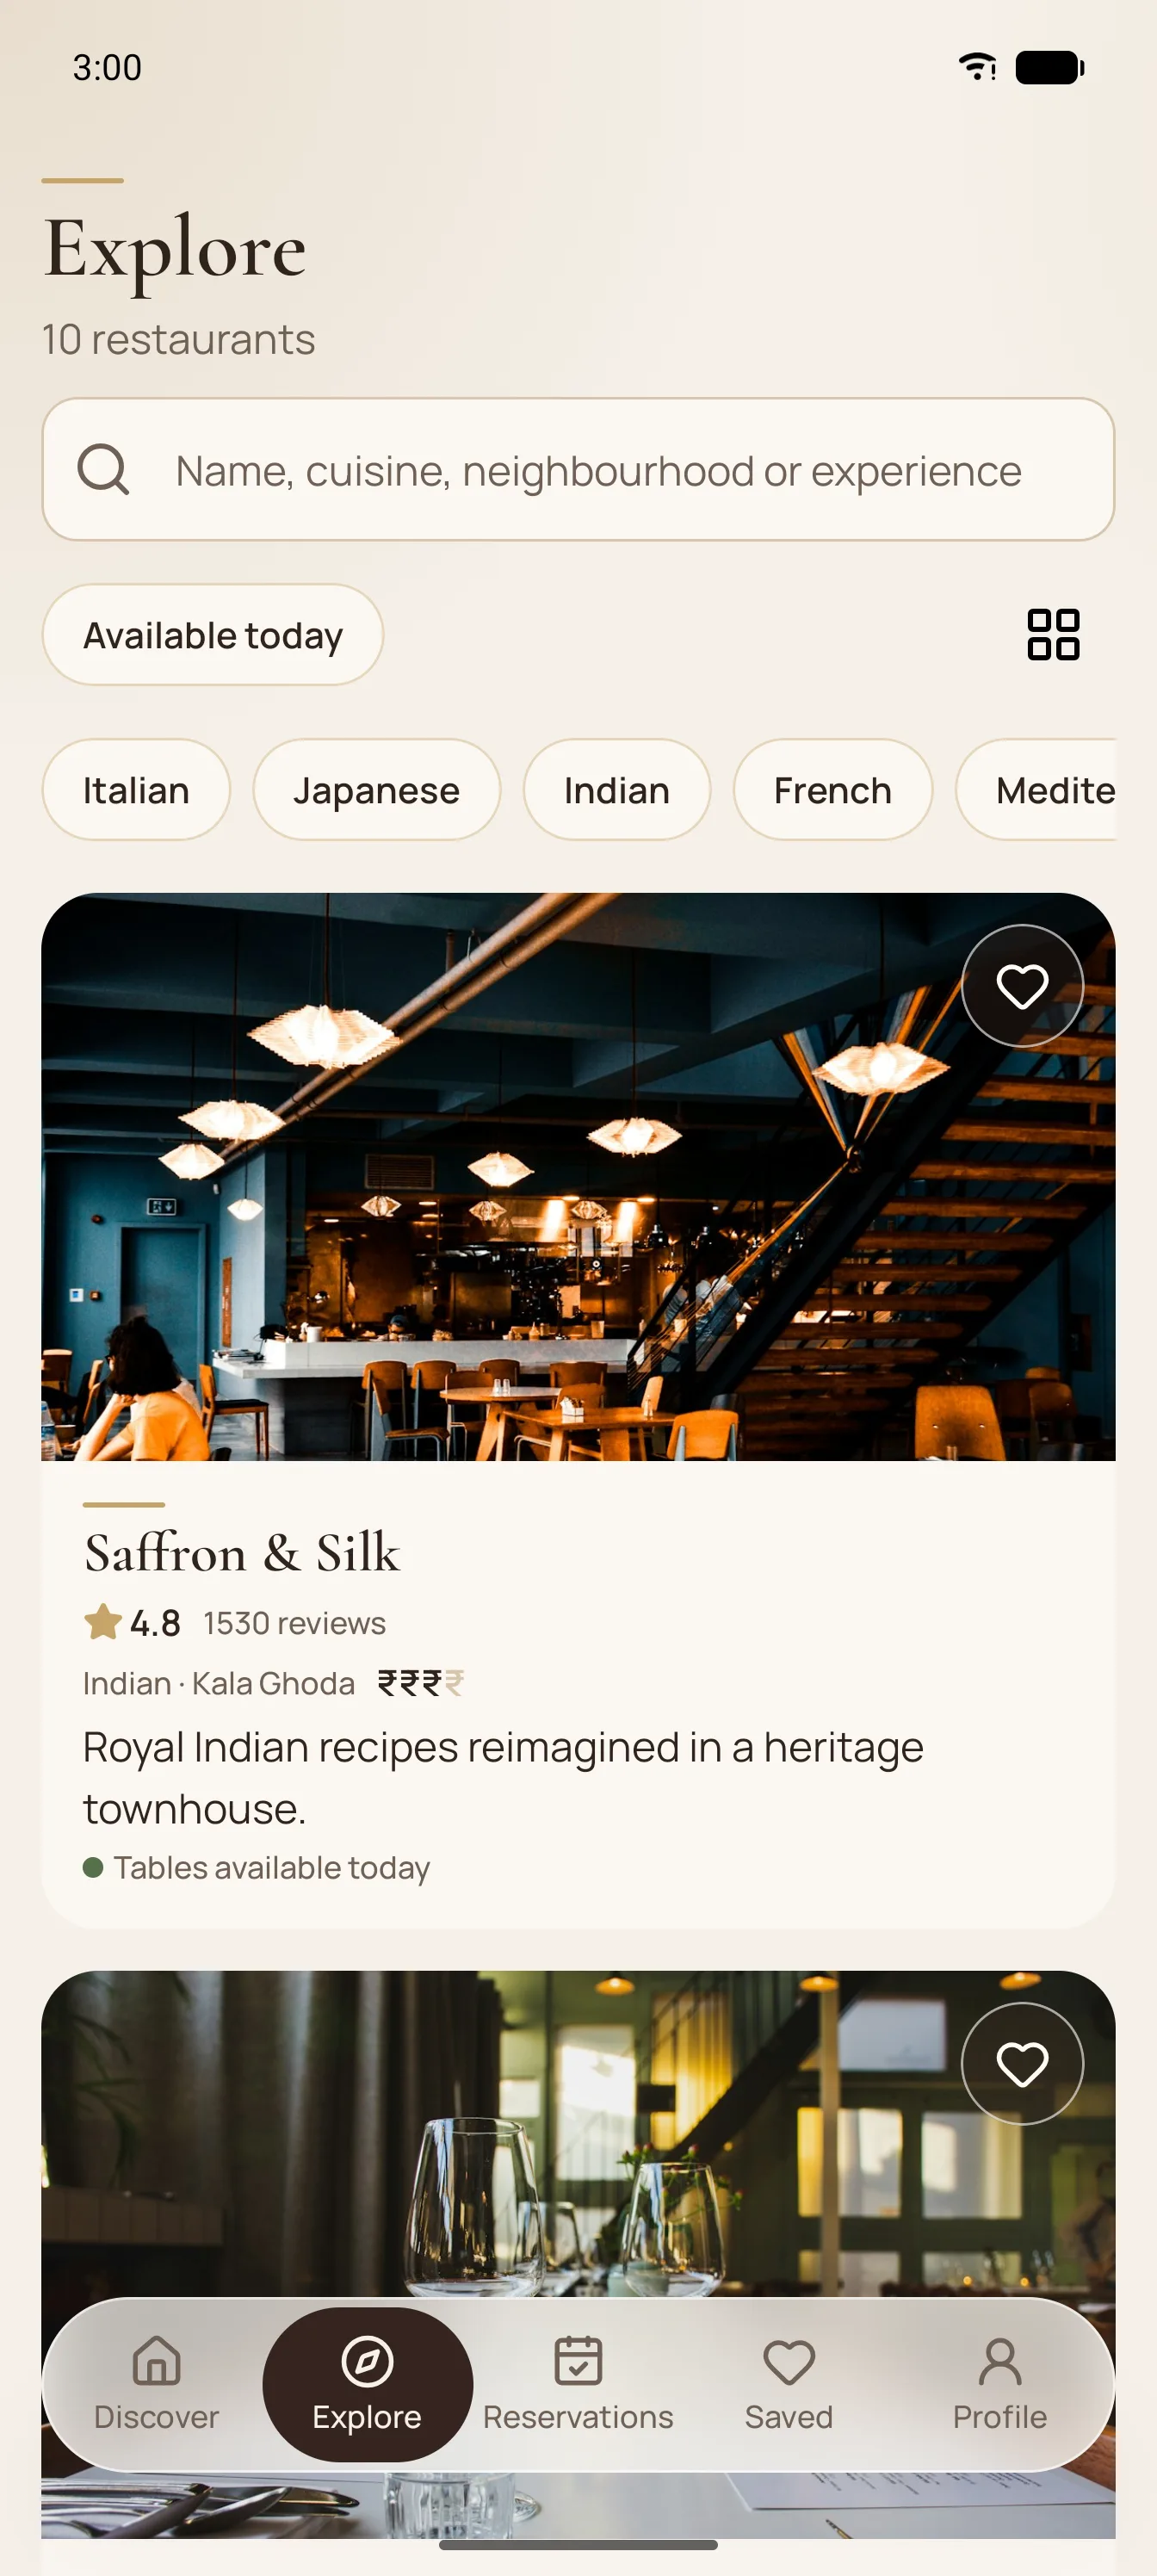 3:00
Explore
10 restaurants
Name, cuisine, neighbourhood or experience
Available today
Italian
Japanese
Indian
French
Medite
Saffron & Silk
4.8 1530 reviews
Indian · Kala Ghoda ₹₹₹₹
Royal Indian recipes reimagined in a heritage
townhouse.
Tables available today
Discover
Explore
Reservations
Saved
Profile